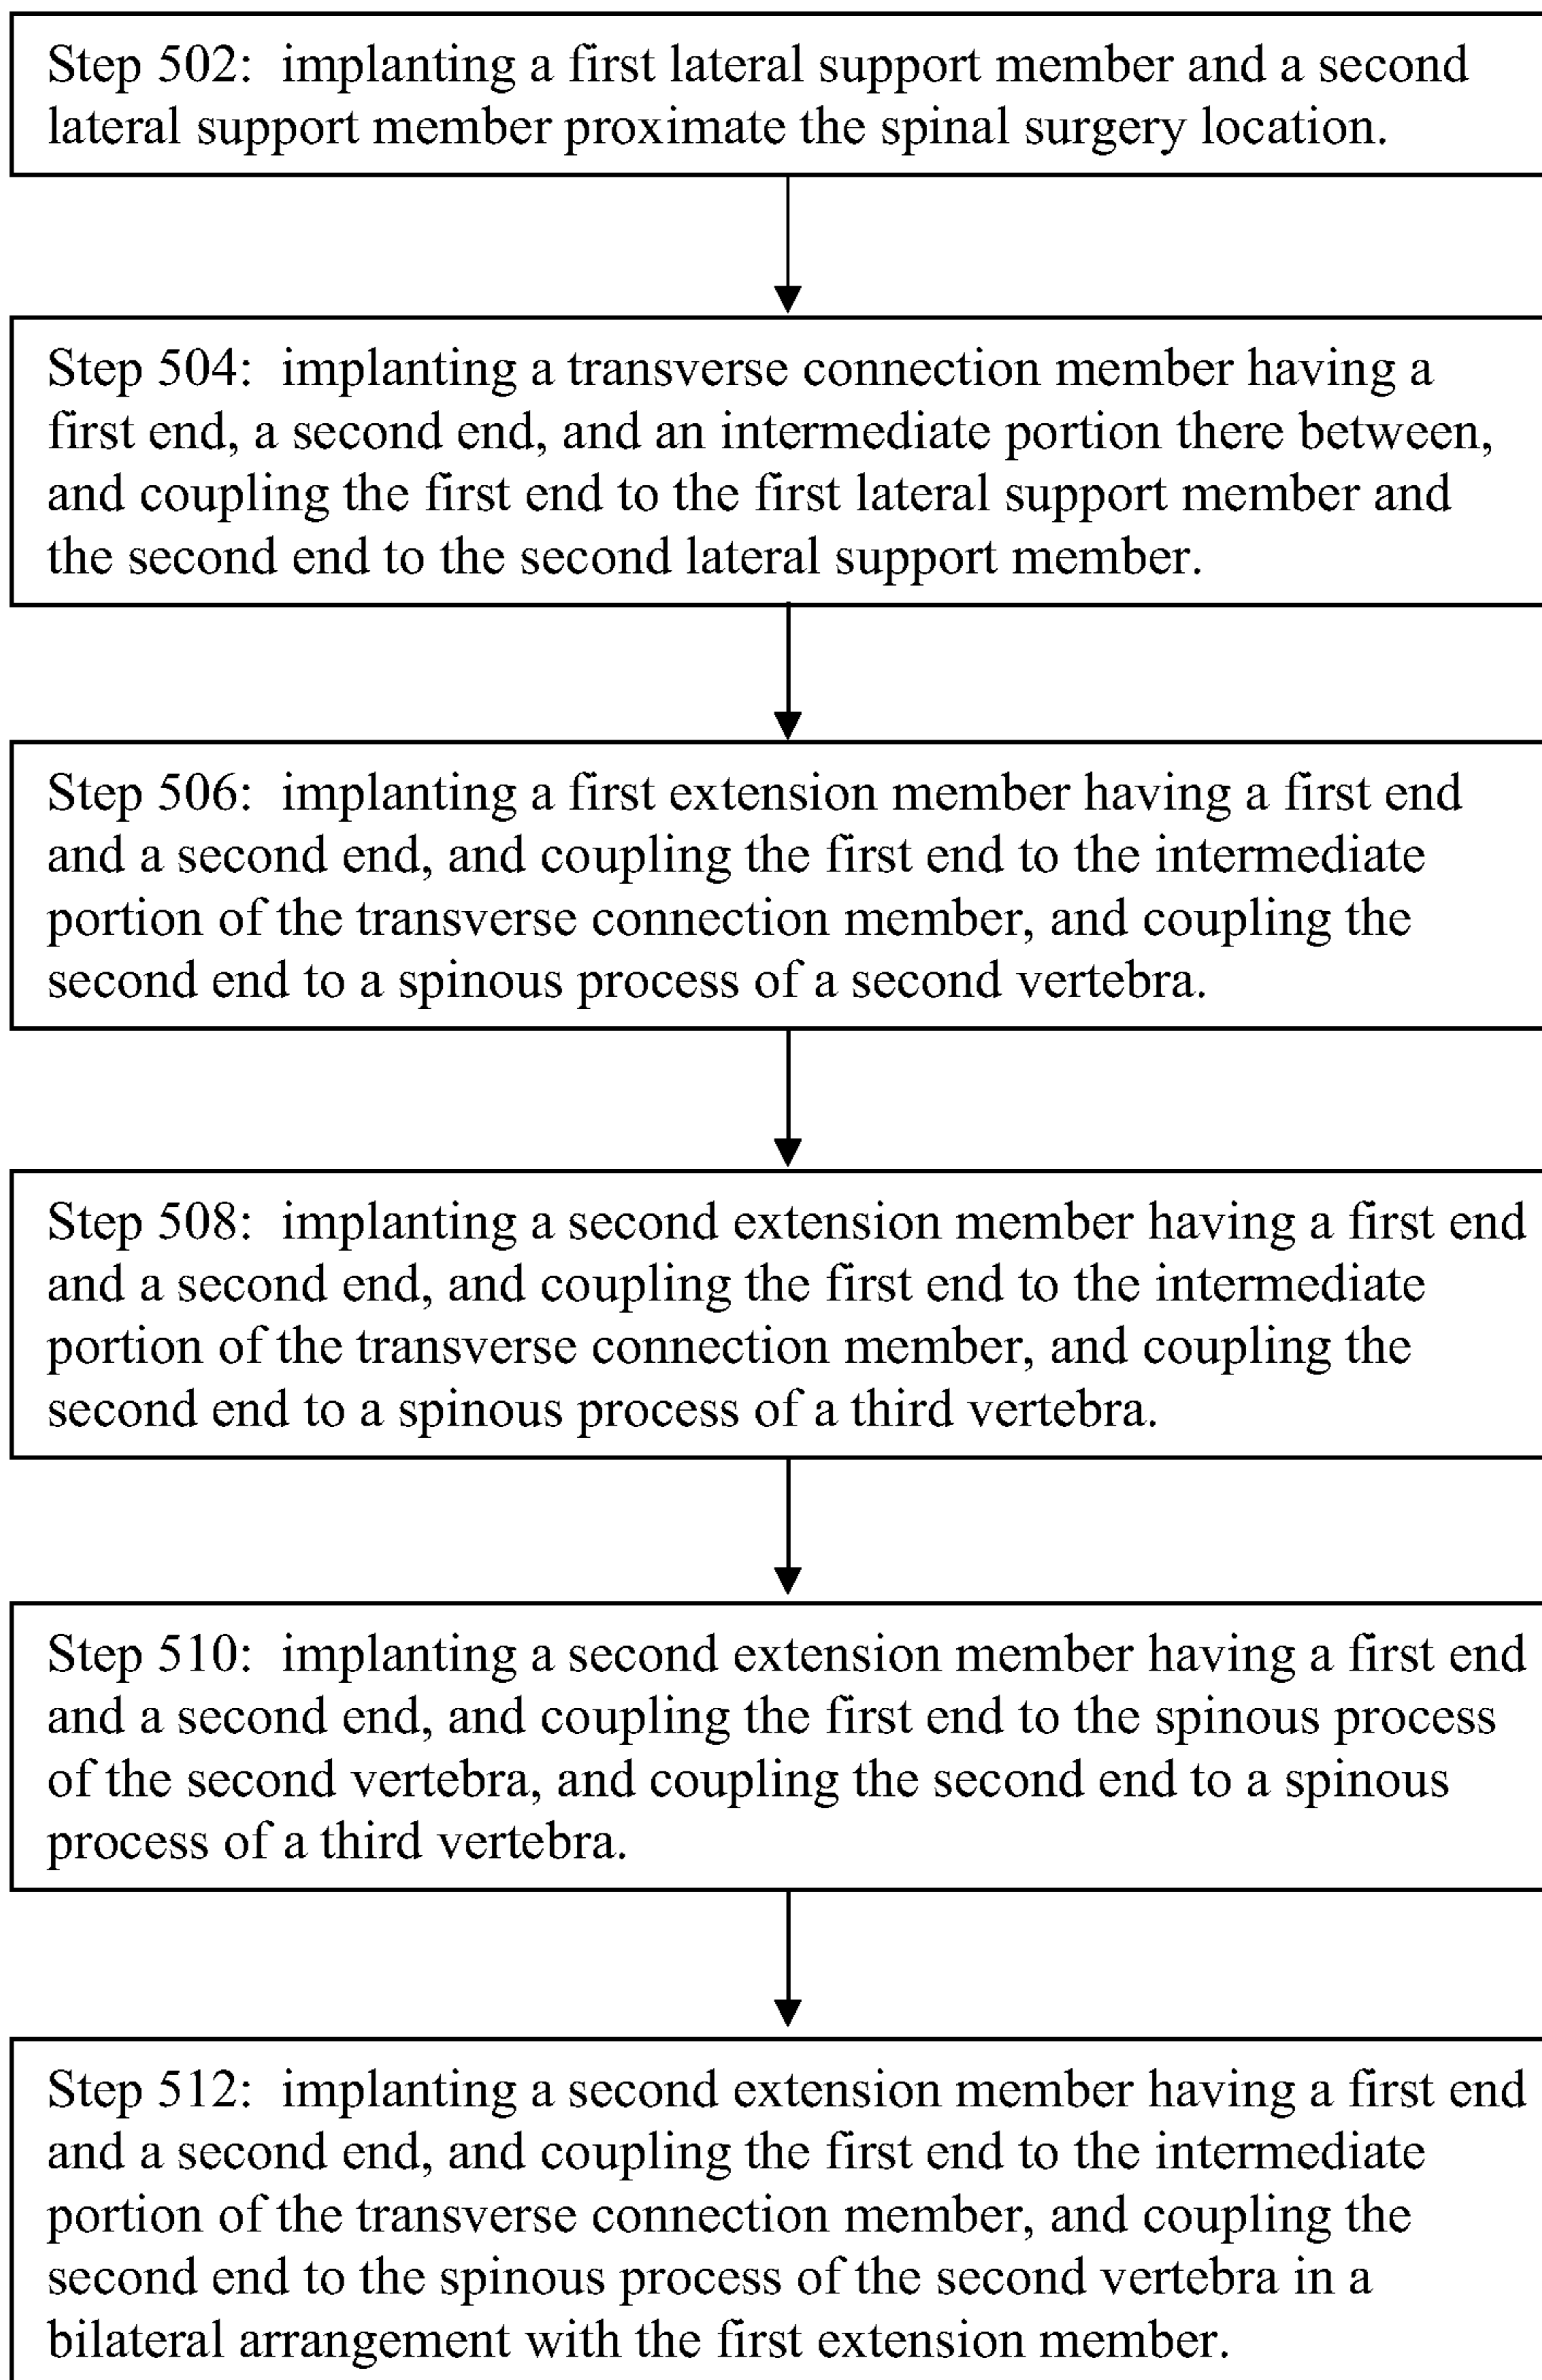 Step 502:  implanting a first lateral support member and a second
lateral support member proximate the spinal surgery location.
Step 504:  implanting a transverse connection member having a
first end, a second end, and an intermediate portion there between,
and coupling the first end to the first lateral support member and
the second end to the second lateral support member.
Step 506:  implanting a first extension member having a first end
and a second end, and coupling the first end to the intermediate
portion of the transverse connection member, and coupling the
second end to a spinous process of a second vertebra.
Step 508:  implanting a second extension member having a first end
and a second end, and coupling the first end to the intermediate
portion of the transverse connection member, and coupling the
second end to a spinous process of a third vertebra.
Step 510:  implanting a second extension member having a first end
and a second end, and coupling the first end to the spinous process
of the second vertebra, and coupling the second end to a spinous
process of a third vertebra.
Step 512:  implanting a second extension member having a first end
and a second end, and coupling the first end to the intermediate
portion of the transverse connection member, and coupling the
second end to the spinous process of the second vertebra in a
bilateral arrangement with the first extension member.